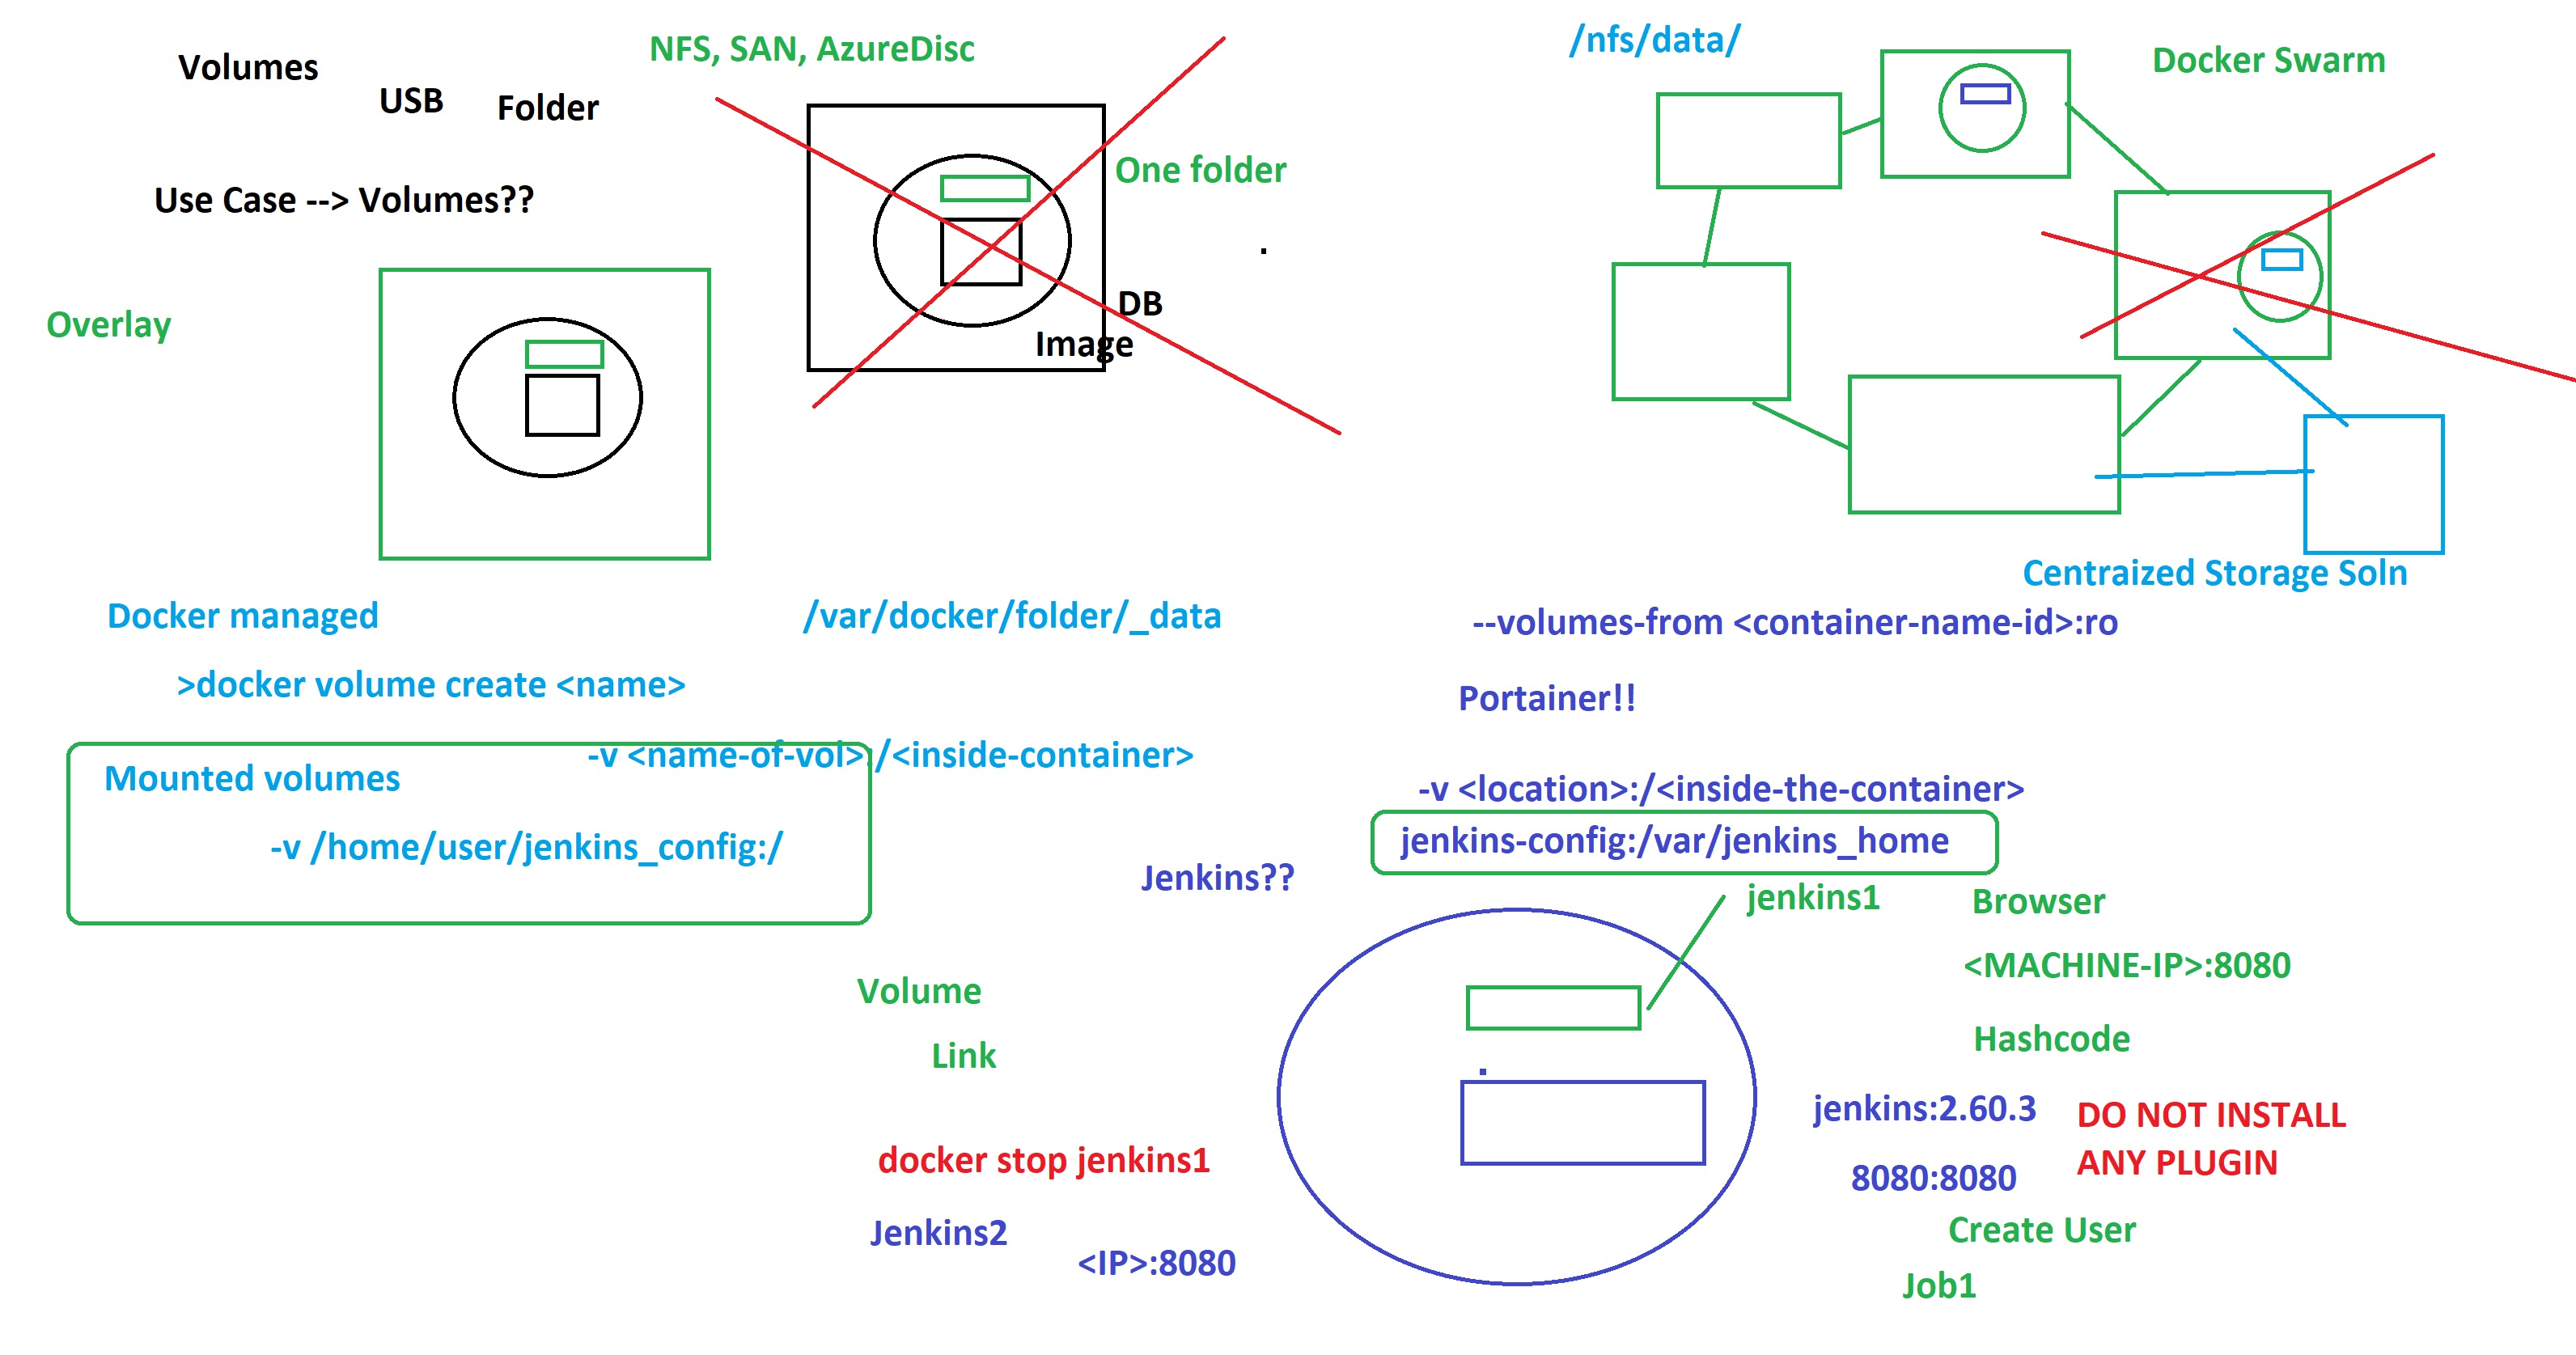 Volumes
USB
Folder
NFS, SAN, AzureDisc
Use Case --> Volumes??
One folder
DB
Image
Overlay
/nfs/data/
Docker Swarm
Centraized Storage Soln
Docker managed
/var/docker/folder/_data
>docker volume create <name>
-v <name-of-vol>:/<inside-container>
Mounted volumes
-v /home/user/jenkins_config:/
--volumes-from <container-name-id>:ro
Portainer!!
-v <location>:/<inside-the-container>
jenkins-config:/var/jenkins_home
Jenkins??
jenkins1
Browser
<MACHINE-IP>:8080
Hashcode
Volume
Link
jenkins:2.60.3
DO NOT INSTALL
ANY PLUGIN
8080:8080
Create User
Job1
docker stop jenkins1
Jenkins2
<IP>:8080